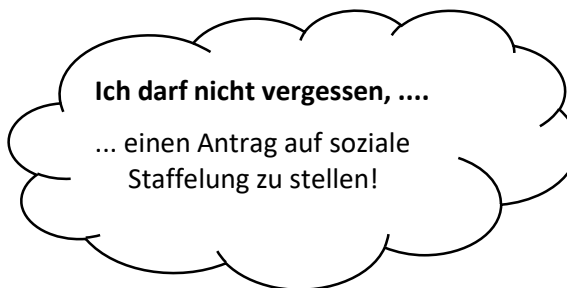 Ich darf nicht vergessen, ....
... einen Antrag auf soziale
Staffelung zu stellen!